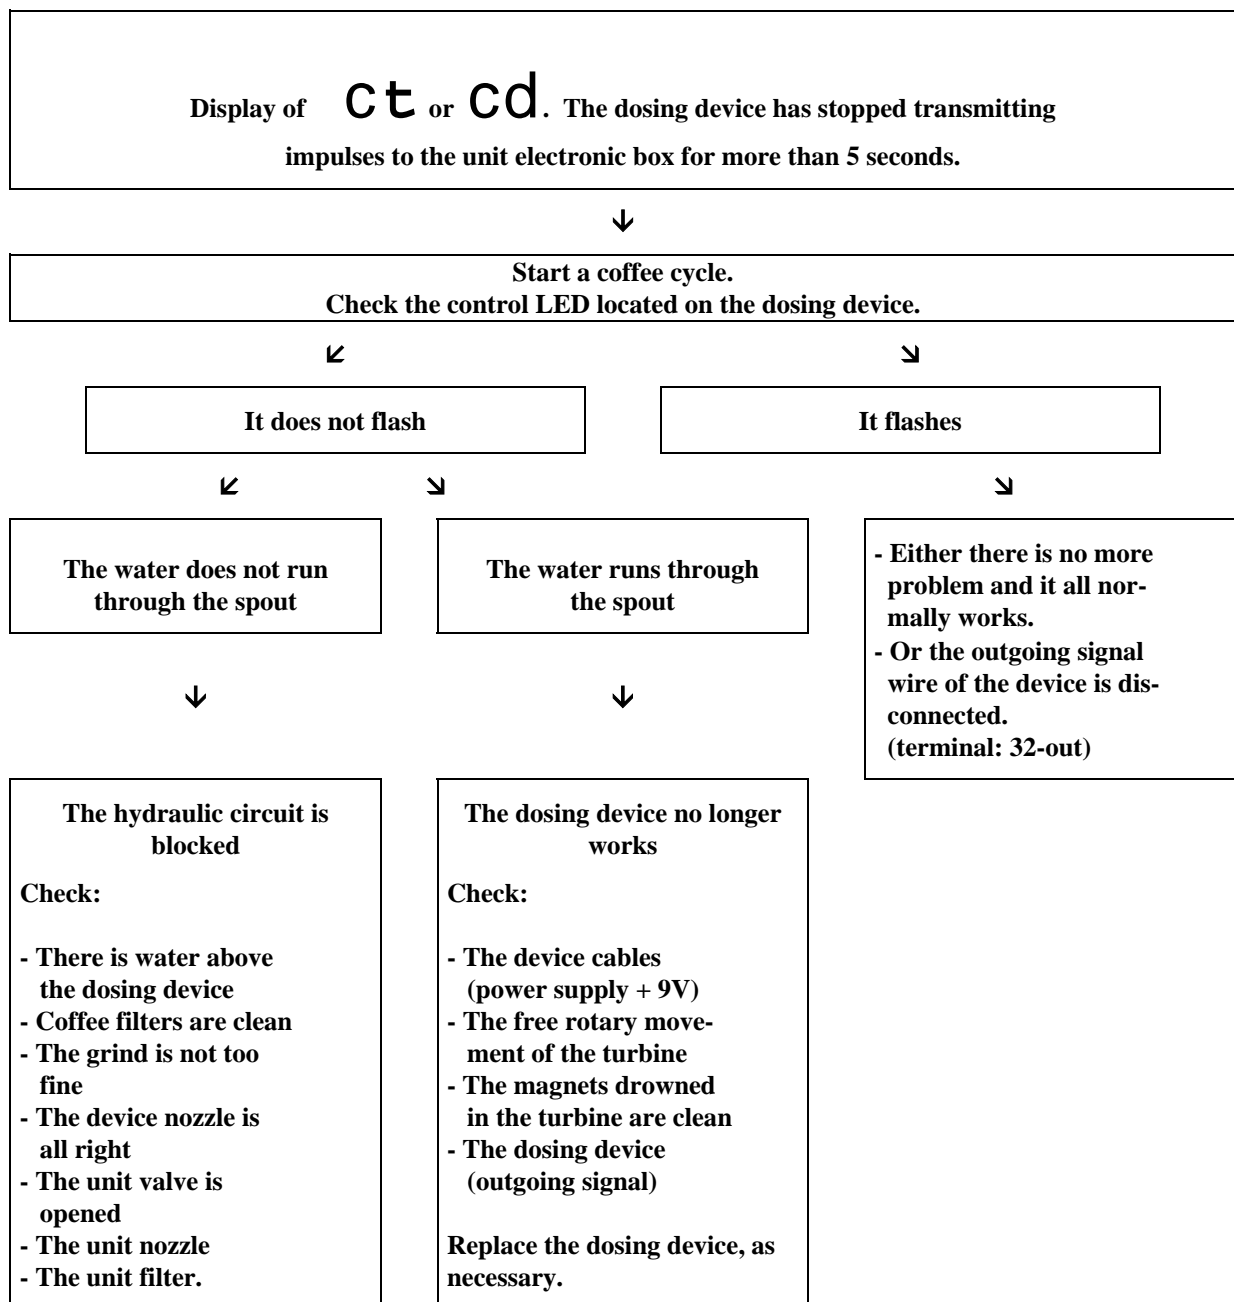 Display of ct or cd. The dosing device has stopped transmitting
impulses to the unit electronic box for more than 5 seconds.
Start a coffee cycle.
Check the control LED located on the dosing device.
It does not flash
It flashes
The water does not run
through the spout
The water runs through
the spout
- Either there is no more
problem and it all nor-
mally works.
- Or the outgoing signal
wire of the device is dis-
connected.
(terminal: 32-out)
The hydraulic circuit is
blocked
Check:
- There is water above
the dosing device
- Coffee filters are clean
- The grind is not too
fine
- The device nozzle is
all right
- The unit valve is
opened
- The unit nozzle
- The unit filter.
The dosing device no longer
works
Check:
- The device cables
(power supply + 9V)
- The free rotary move-
ment of the turbine
- The magnets drowned
in the turbine are clean
- The dosing device
(outgoing signal)
Replace the dosing device, as
necessary.